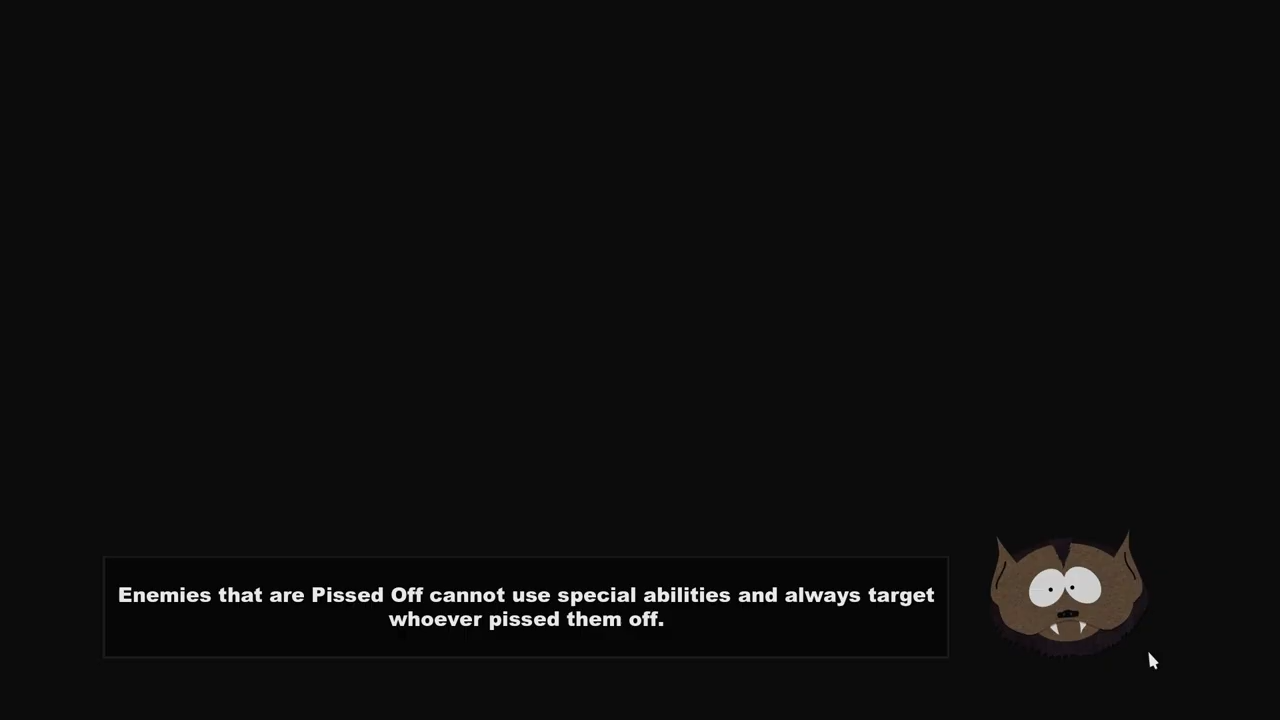 Enemies that are Pissed Off cannot use special abilities and always target
whoever pissed them off.